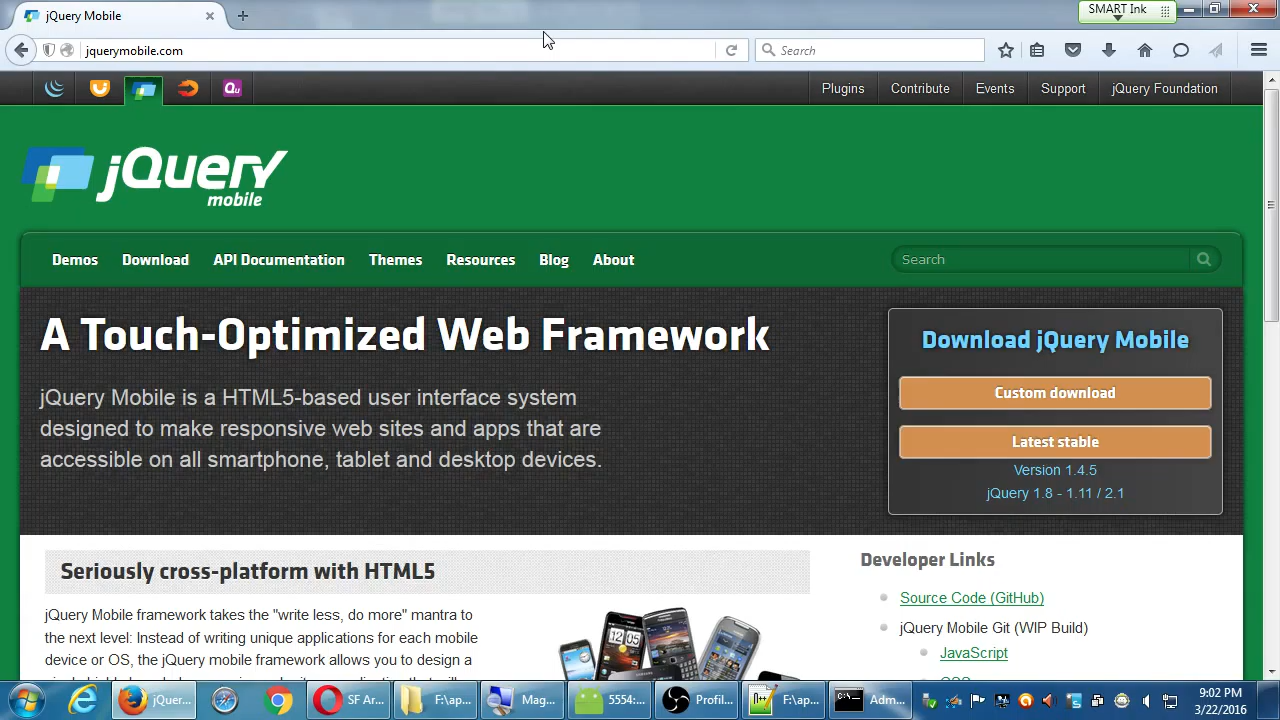 jQuery Mobile
SMART Ink
jquerymobile.com
Search
Plugins
Contribute
Events
Support
jQuery Foundation
jQuery
mobile
Demos
Download
API Documentation
Themes
Resources
Blog
About
Search
A Touch-Optimized Web Framework
jQuery Mobile is a HTML5-based user interface system
designed to make responsive web sites and apps that are
accessible on all smartphone, tablet and desktop devices.
Download jQuery Mobile
Custom download
Latest stable
Version 1.4.5
jQuery 1.8 - 1.11 / 2.1
Seriously cross-platform with HTML5
jQuery Mobile framework takes the "write less, do more" mantra to
the next level: Instead of writing unique applications for each mobile
device or OS, the jQuery mobile framework allows you to design a
Developer Links
Source Code (GitHub)
jQuery Mobile Git (WIP Build)
JavaScript
jQuer...
SF Ar...
F:\ap...
Mag...
5554:...
Profil...
F:\ap...
Adm...
9:02 PM
3/22/2016